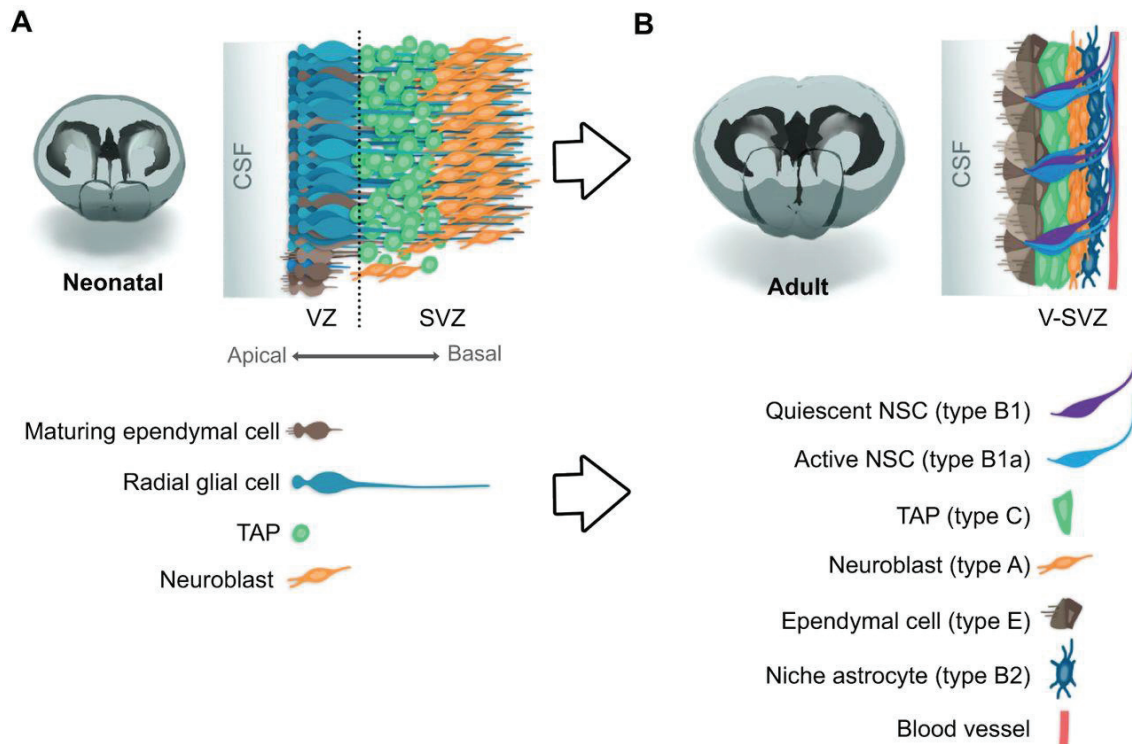 A
CSF
Neonatal
VZ
SVZ
Apical
Basal
Maturing ependymal cell
Radial glial cell
TAP
Neuroblast
B
CSF
Adult
V-SVZ
Quiescent NSC (type B1)
Active NSC (type B1a)
TAP (type C)
Neuroblast (type A)
Ependymal cell (type E)
Niche astrocyte (type B2)
Blood vessel